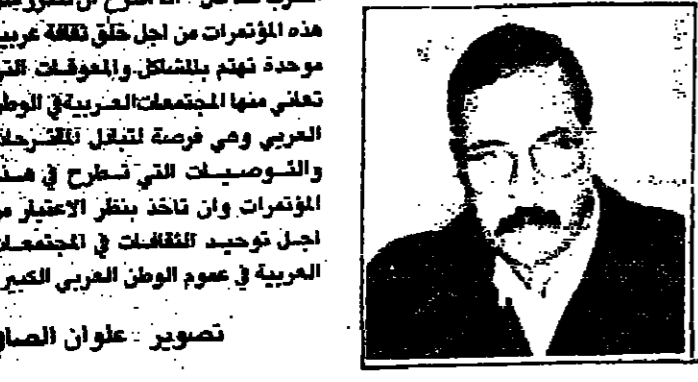 هذه المؤتمرات من اجل خلق ثقافة عربية
موحدة تهتم بالمشاكل والمعوقات التي
تعاني منها المجتمعات العربية في الوطن
العربي وهي فرصة لتبادل المقترحات
والتوصيات التي تطرح في هذه
المؤتمرات وان تاخذ بنظر الاعتبار من
اجل توحيد الثقافات في المجتمعات
العربية في عموم الوطن العربي الكبير
تصوير : علوان